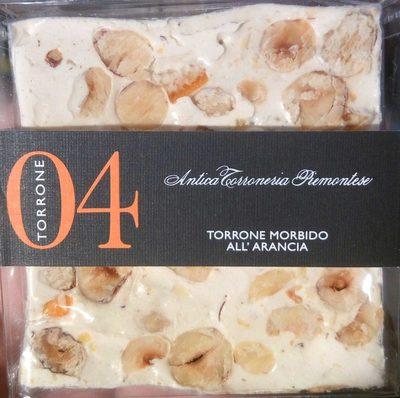 TORRONE
04
Antica Torroneria Piemontese
TORRONE MORBIDO
ALL' ARANCIA